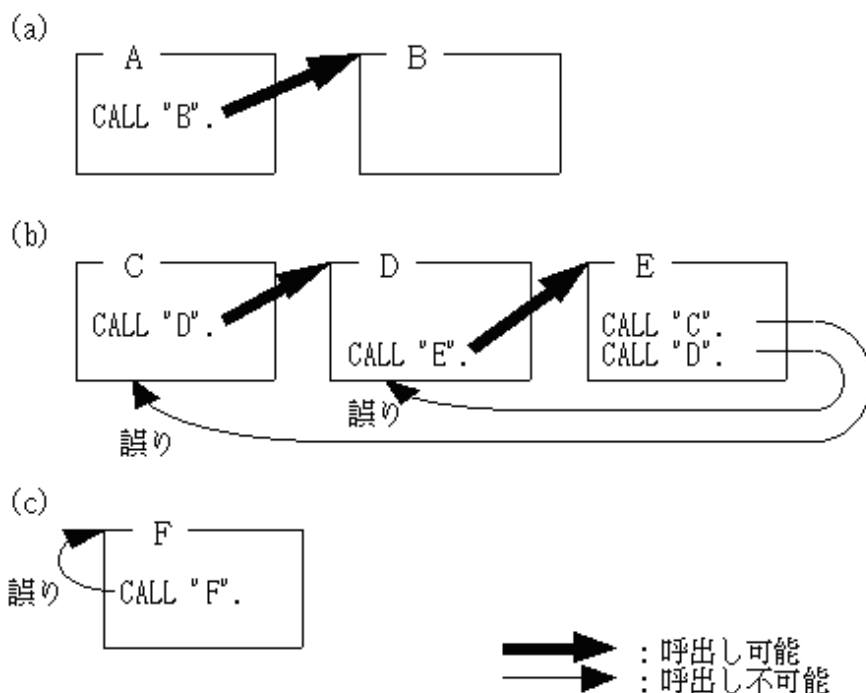 (a)
A
B
CALL "B".
(b)
C
D
E
CALL "D".
CALL "E".
CALL "C".
CALL "D".
誤り
誤り
(c)
F
CALL "F".
誤り
：呼出し可能
：呼出し不可能